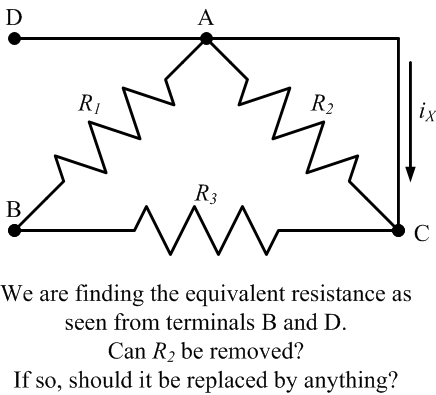 D
A
R1
R2
iX
B
R3
C
We are finding the equivalent resistance as
seen from terminals B and D.
Can R2 be removed?
If so, should it be replaced by anything?